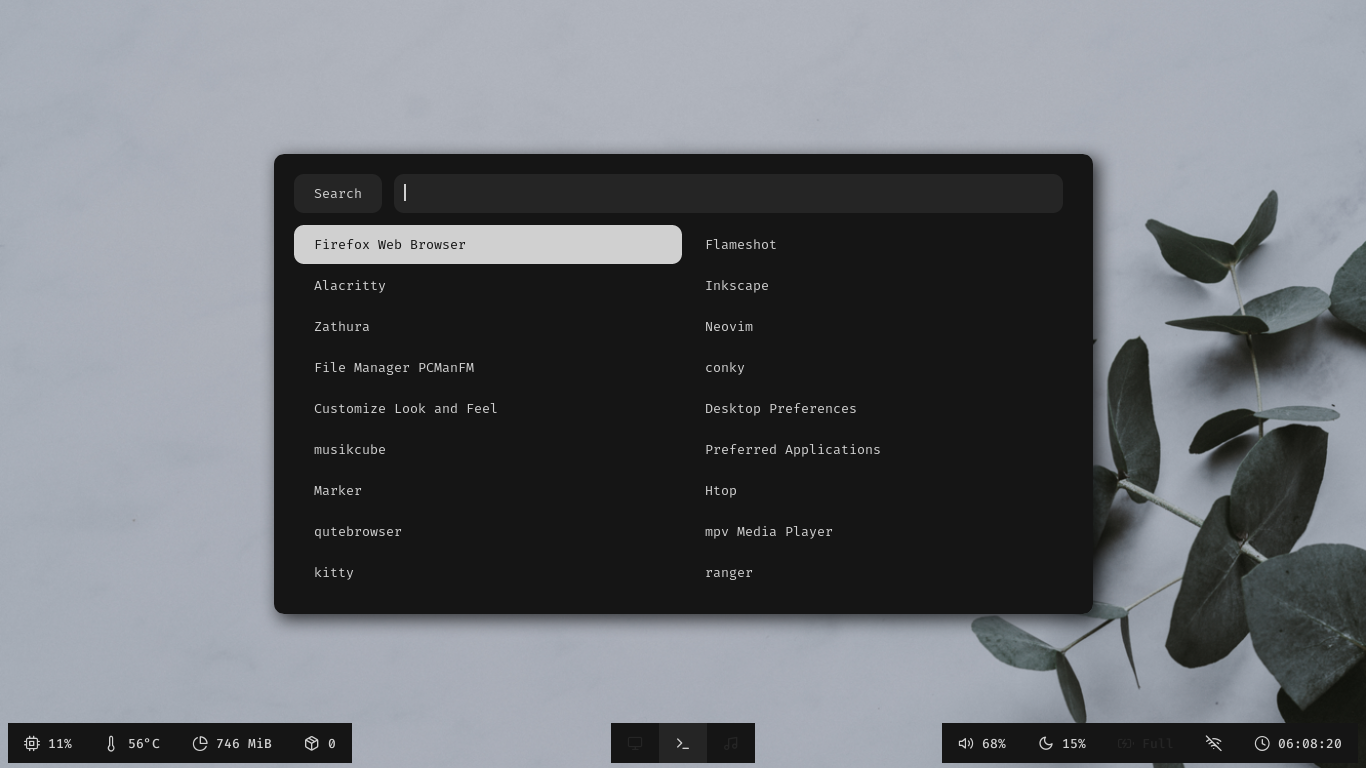 Search
Firefox Web Browser
Alacritty
Zathura
File Manager PCManFM
Customize Look and Feel
musikcube
Marker
qutebrowser
kitty
Flameshot
Inkscape
Neovim
conky
Desktop Preferences
Preferred Applications
Htop
mpv Media Player
ranger
11% 56°C 746 MiB 0
68% 15% Full 06:08:20